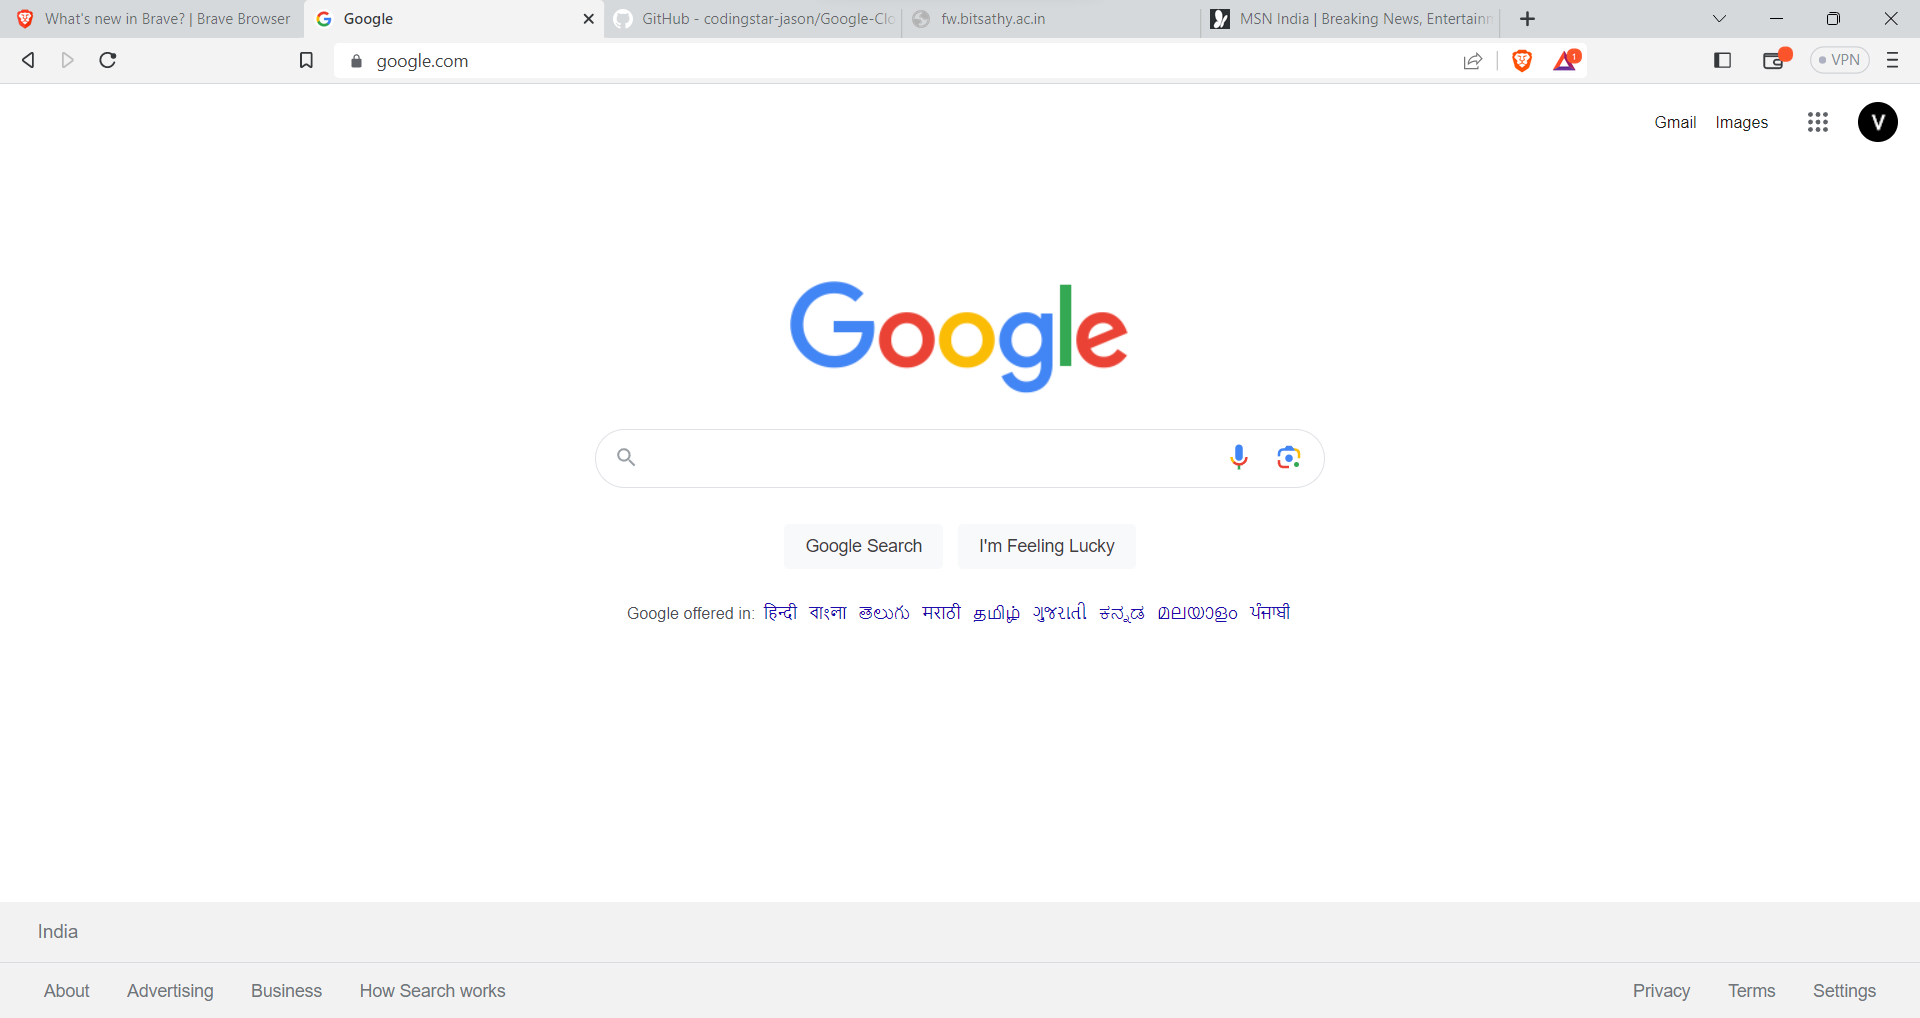 What's new in Brave? | Brave Browser
Google
GitHub - codingstar-jason/Google-Clo
fw.bitsathy.ac.in
MSN India | Breaking News, Entertainm
google.com
1
VPN
Gmail Images
V
Google
Google Search
I'm Feeling Lucky
Google offered in: हिन्दी বাংলা తెలుగు मराठी தமிழ் ગુજરાતી ಕನ್ನಡ മലയാളം ਪੰਜਾਬੀ
India
About Advertising Business How Search works
Privacy Terms Settings